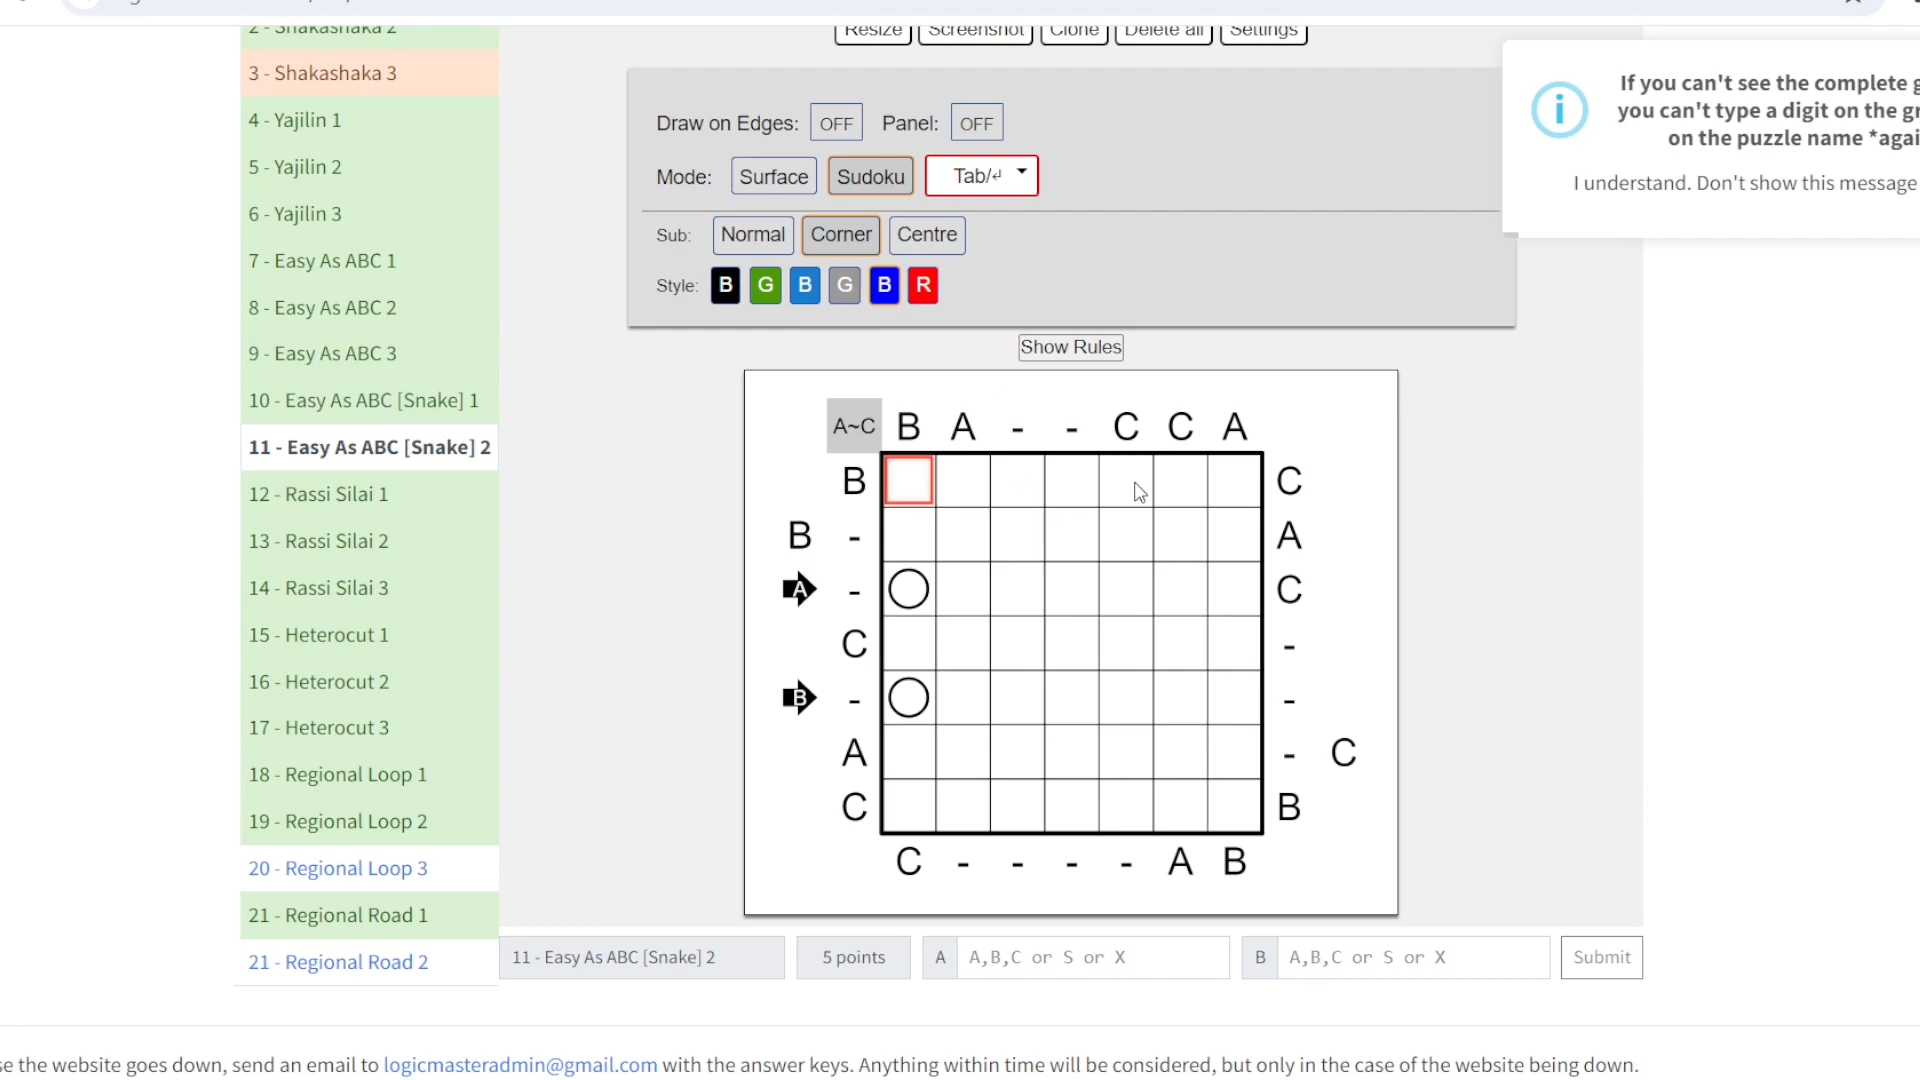 2 - Shakashaka 2
3 - Shakashaka 3
4 - Yajilin 1
5 - Yajilin 2
6 - Yajilin 3
7 - Easy As ABC 1
8 - Easy As ABC 2
9 - Easy As ABC 3
10 - Easy As ABC [Snake] 1
11 - Easy As ABC [Snake] 2
12 - Rassi Silai 1
13 - Rassi Silai 2
14 - Rassi Silai 3
15 - Heterocut 1
16 - Heterocut 2
17 - Heterocut 3
18 - Regional Loop 1
19 - Regional Loop 2
20 - Regional Loop 3
21 - Regional Road 1
21 - Regional Road 2
Resize Screenshot Clone Delete all Settings
Draw on Edges: OFF Panel: OFF
Mode: Surface Sudoku Tab/↵
Sub: Normal Corner Centre
Style: B G B G B R
If you can't see the complete
you can't type a digit on the
on the puzzle name
I understand. Don't show this message
Show Rules
A~C B A - - C C A
B C
B - A
A - C
C -
B - -
A - C
C B
C - - - - A B
11 - Easy As ABC [Snake] 2 5 points A A,B,C or S or X B A,B,C or S or X Submit
the website goes down, send an email to logicmasteradmin@gmail.com with the answer keys. Anything within time will be considered, but only in the case of the website being down.